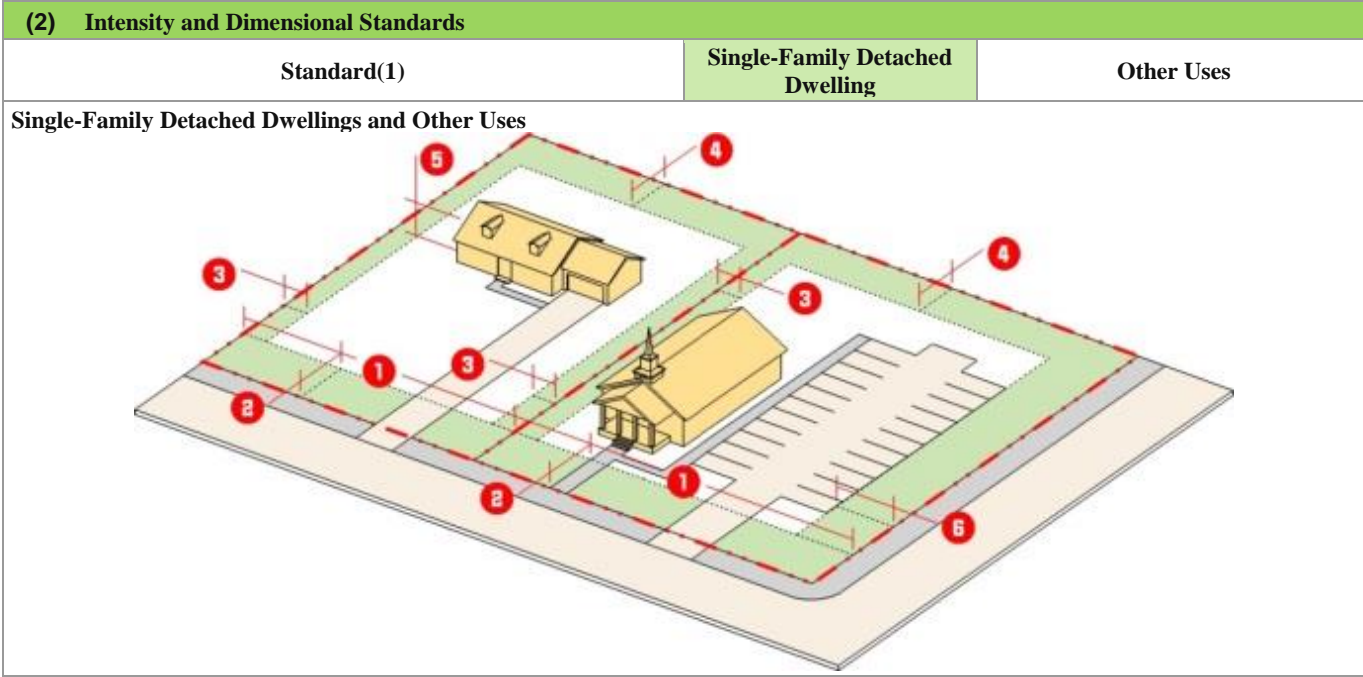 (2) Intensity and Dimensional Standards
Standard(1)
Single-Family Detached
Dwelling
Other Uses
Single-Family Detached Dwellings and Other Uses
5
4
3
4
3
1
3
2
1
2
6